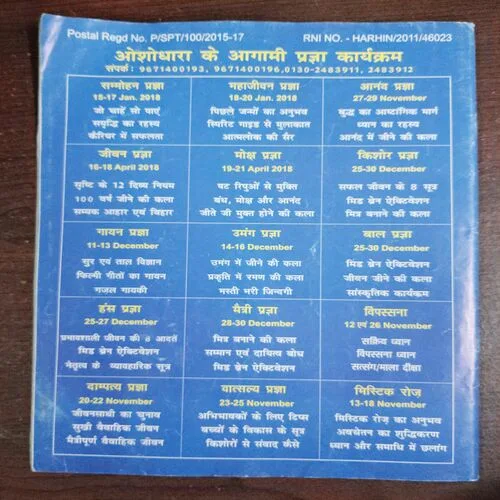 Postal Regd No. P/SPT/100/2015-17
RNI NO. - HARHIN/2011/46023
ओशोधारा के आगामी प्रज्ञा कार्यक्रम
संपर्कः 9671400193, 9671400196,0130-2483911, 2483912
सम्मोहन प्रज्ञा
15-17 Jan. 2018
जो चाहें सो पाएं
समृद्धि का रहस्य
कैरियर में सफलता
महाजीवन प्रज्ञा
18-20 Jan. 2018
पिछले जन्मों का अनुभव
स्पिरिट गाइड से मुलाकात
आत्मलोक की सैर
आनंद प्रज्ञा
27-29 November
बुद्ध का आष्टांगिक मार्ग
ध्यान का रहस्य
आनंद में जीने की कला
जीवन प्रज्ञा
16-18 April 2018
सृष्टि के 12 दिव्य नियम
100 वर्ष जीने की कला
सम्यक आहार एवं विहार
मोक्ष प्रज्ञा
19-21 April 2018
षट रिपुओं से मुक्ति
बंध, मोक्ष और आनंद
जीते जी मुक्त होने की कला
किशोर प्रज्ञा
25-30 December
सफल जीवन के 8 सूत्र
मिड ब्रेन ऐक्टिवेशन
मित्र बनाने की कला
गायन प्रज्ञा
11-13 December
सुर एवं ताल विज्ञान
फिल्मी गीतों का गायन
गजल गायकी
उमंग प्रज्ञा
14-16 December
उमंग में जीने की कला
प्रकृति में रमण की कला
मस्ती भरी जिन्दगी
बाल प्रज्ञा
25-30 December
मिड ब्रेन ऐक्टिवेशन
जीवन जीने की कला
सांस्कृतिक कार्यक्रम
हंस प्रज्ञा
25-27 December
प्रभावशाली जीवन की 8 आदतें
मिड ब्रेन ऐक्टिवेशन
नेतृत्व के व्यावहारिक सूत्र
मैत्री प्रज्ञा
28-30 December
मित्र बनाने की कला
सम्मान एवं दायित्व बोध
मिड ब्रेन ऐक्टिवेशन
विपस्सना
12 एवं 26 November
सक्रिय ध्यान
विपस्सना ध्यान
सत्संग/माला दीक्षा
दाम्पत्य प्रज्ञा
20-22 November
जीवनसाथी का चुनाव
सुखी वैवाहिक जीवन
मैत्रीपूर्ण वैवाहिक जीवन
वात्सल्य प्रज्ञा
23-25 November
अभिभावकों के लिए टिप्स
बच्चों के विकास के सूत्र
किशोरों से संवाद कैसे
मिस्टिक रोज़
13-18 November
मिस्टिक रोज़ का अनुभव
अवचेतन का शुद्धिकरण
ध्यान और समाधि में छलांग